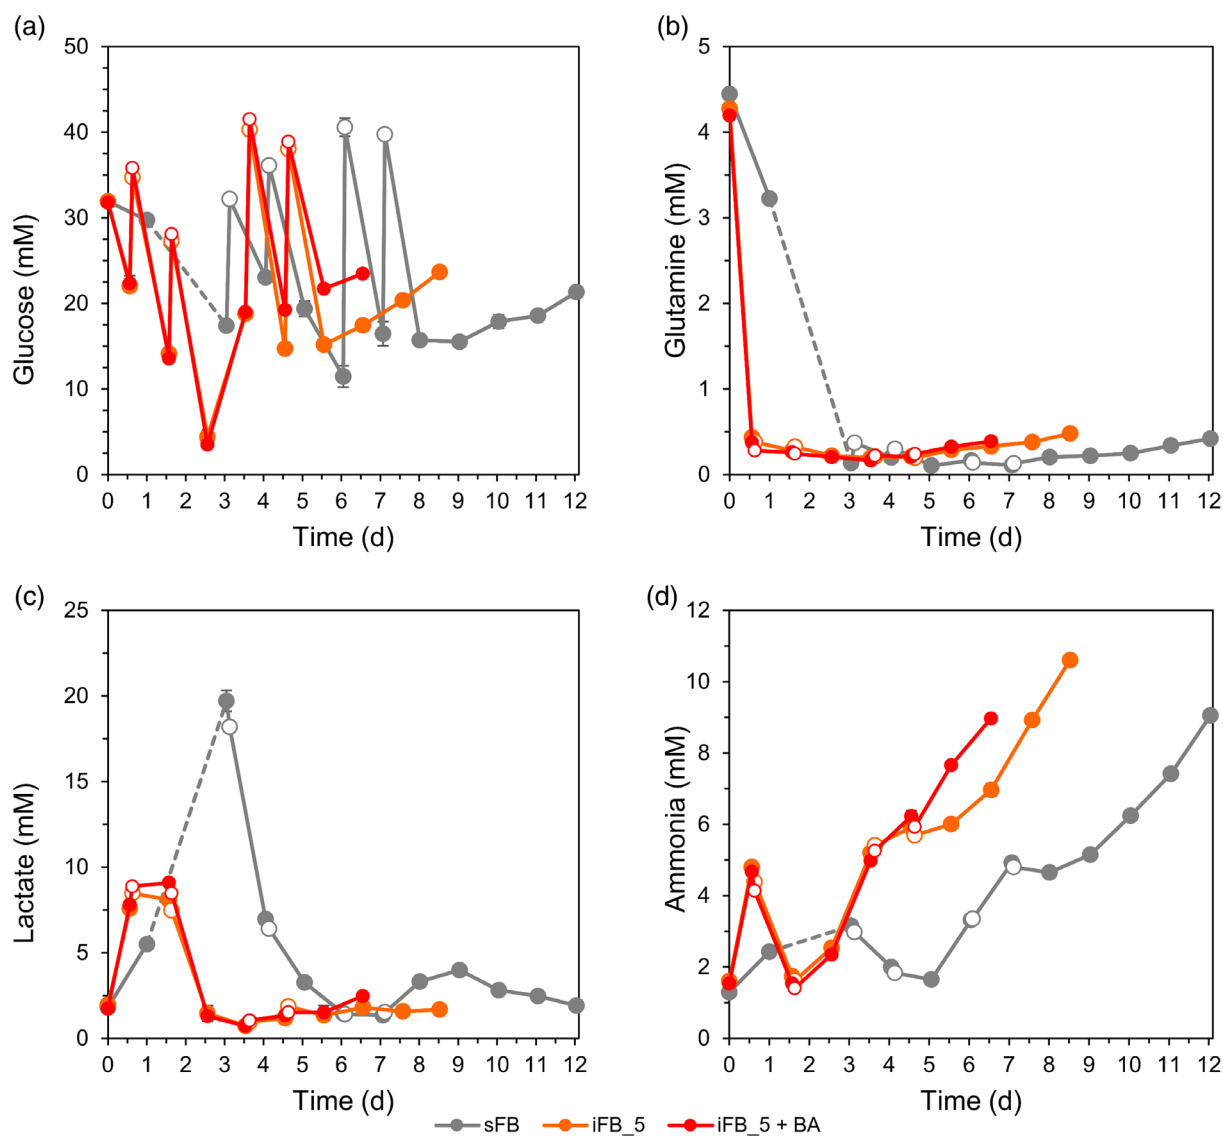 (a)
50
40
30
20
10
0
Glucose (mM)
0 1 2 3 4 5 6 7 8 9 10 11 12
Time (d)
(b)
5
4
3
2
1
0
Glutamine (mM)
0 1 2 3 4 5 6 7 8 9 10 11 12
Time (d)
(c)
25
20
15
10
5
0
Lactate (mM)
0 1 2 3 4 5 6 7 8 9 10 11 12
Time (d)
(d)
12
10
8
6
4
2
0
Ammonia (mM)
0 1 2 3 4 5 6 7 8 9 10 11 12
Time (d)
sFB iFB_5 iFB_5 + BA